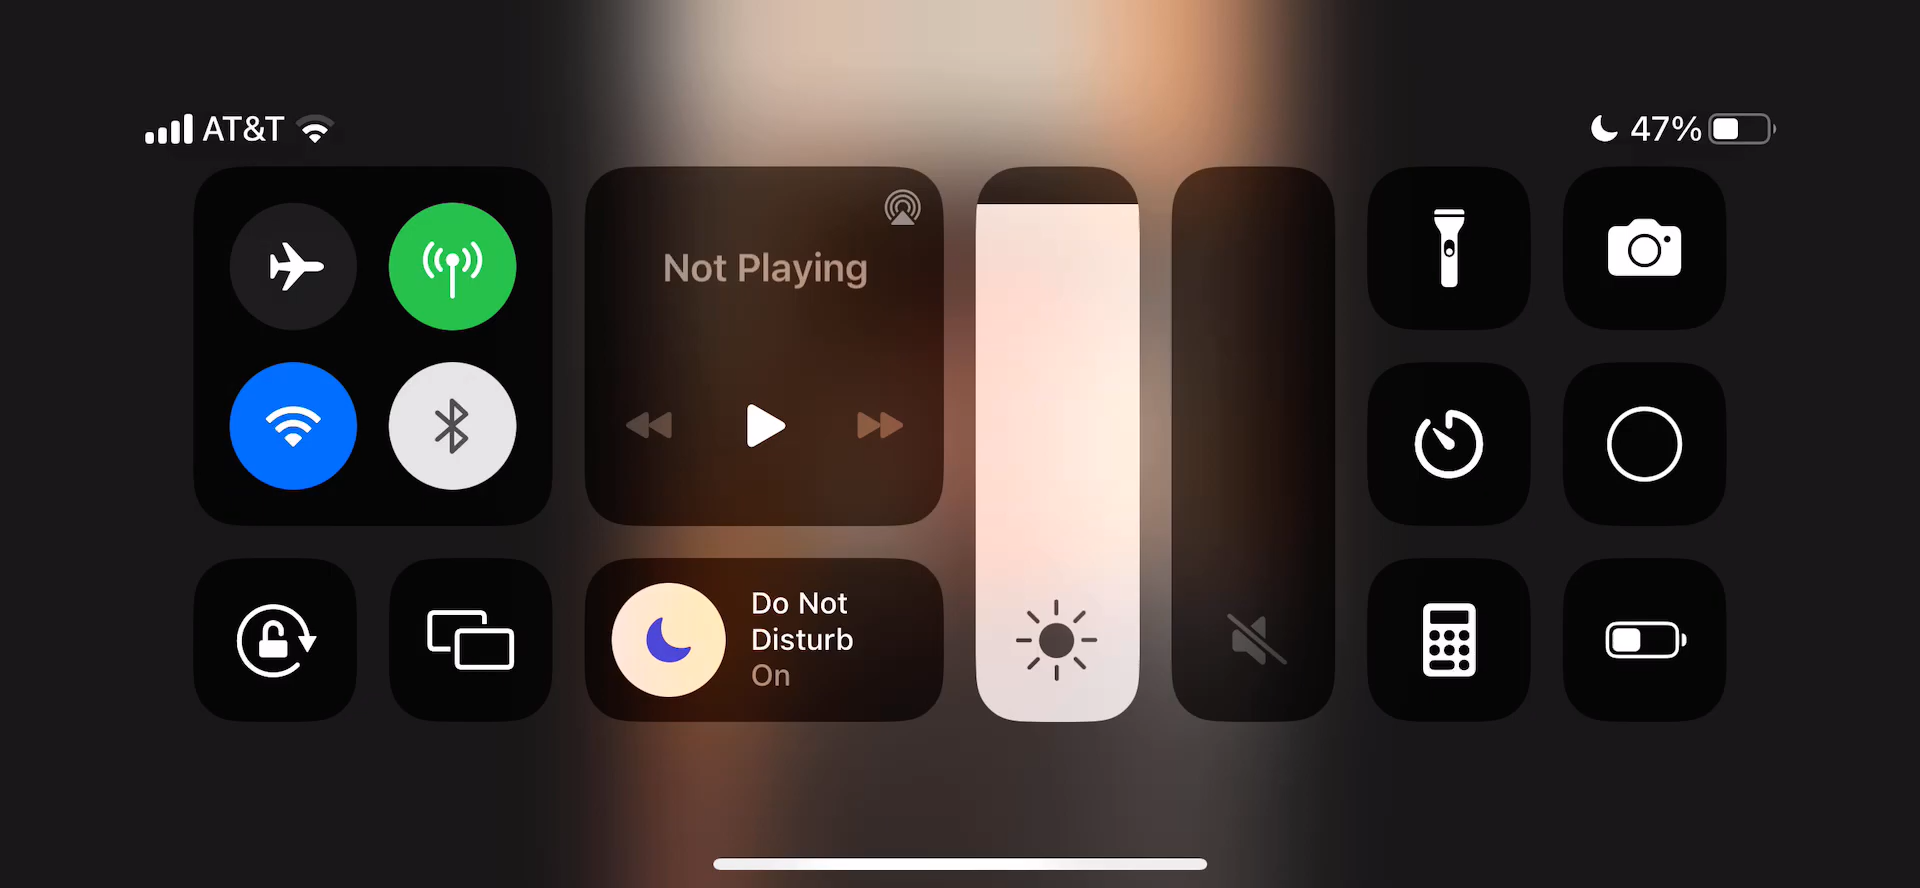 AT&T
47%
Not Playing
Do Not
Disturb
On